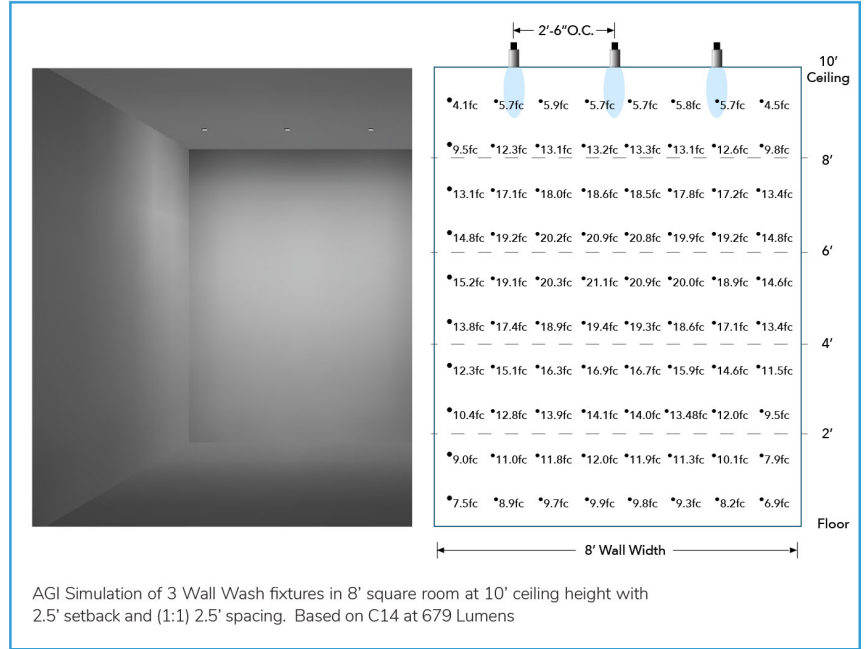 2'-6"O.C.
10'
Ceiling
4.1fc 5.7fc 5.9fc 5.7fc 5.7fc 5.8fc 5.7fc 4.5fc
9.5fc 12.3fc 13.1fc 13.2fc 13.3fc 13.1fc 12.6fc 9.8fc
8'
13.1fc 17.1fc 18.0fc 18.6fc 18.5fc 17.8fc 17.2fc 13.4fc
14.8fc 19.2fc 20.2fc 20.9fc 20.8fc 19.9fc 19.2fc 14.8fc
6'
15.2fc 19.1fc 20.3fc 21.1fc 20.9fc 20.0fc 18.9fc 14.6fc
13.8fc 17.4fc 18.9fc 19.4fc 19.3fc 18.6fc 17.1fc 13.4fc
4'
12.3fc 15.1fc 16.3fc 16.9fc 16.7fc 15.9fc 14.6fc 11.5fc
10.4fc 12.8fc 13.9fc 14.1fc 14.0fc 13.48fc 12.0fc 9.5fc
2'
9.0fc 11.0fc 11.8fc 12.0fc 11.9fc 11.3fc 10.1fc 7.9fc
7.5fc 8.9fc 9.7fc 9.9fc 9.8fc 9.3fc 8.2fc 6.9fc
Floor
8' Wall Width
AGI Simulation of 3 Wall Wash fixtures in 8' square room at 10' ceiling height with
2.5' setback and (1:1) 2.5' spacing. Based on C14 at 679 Lumens